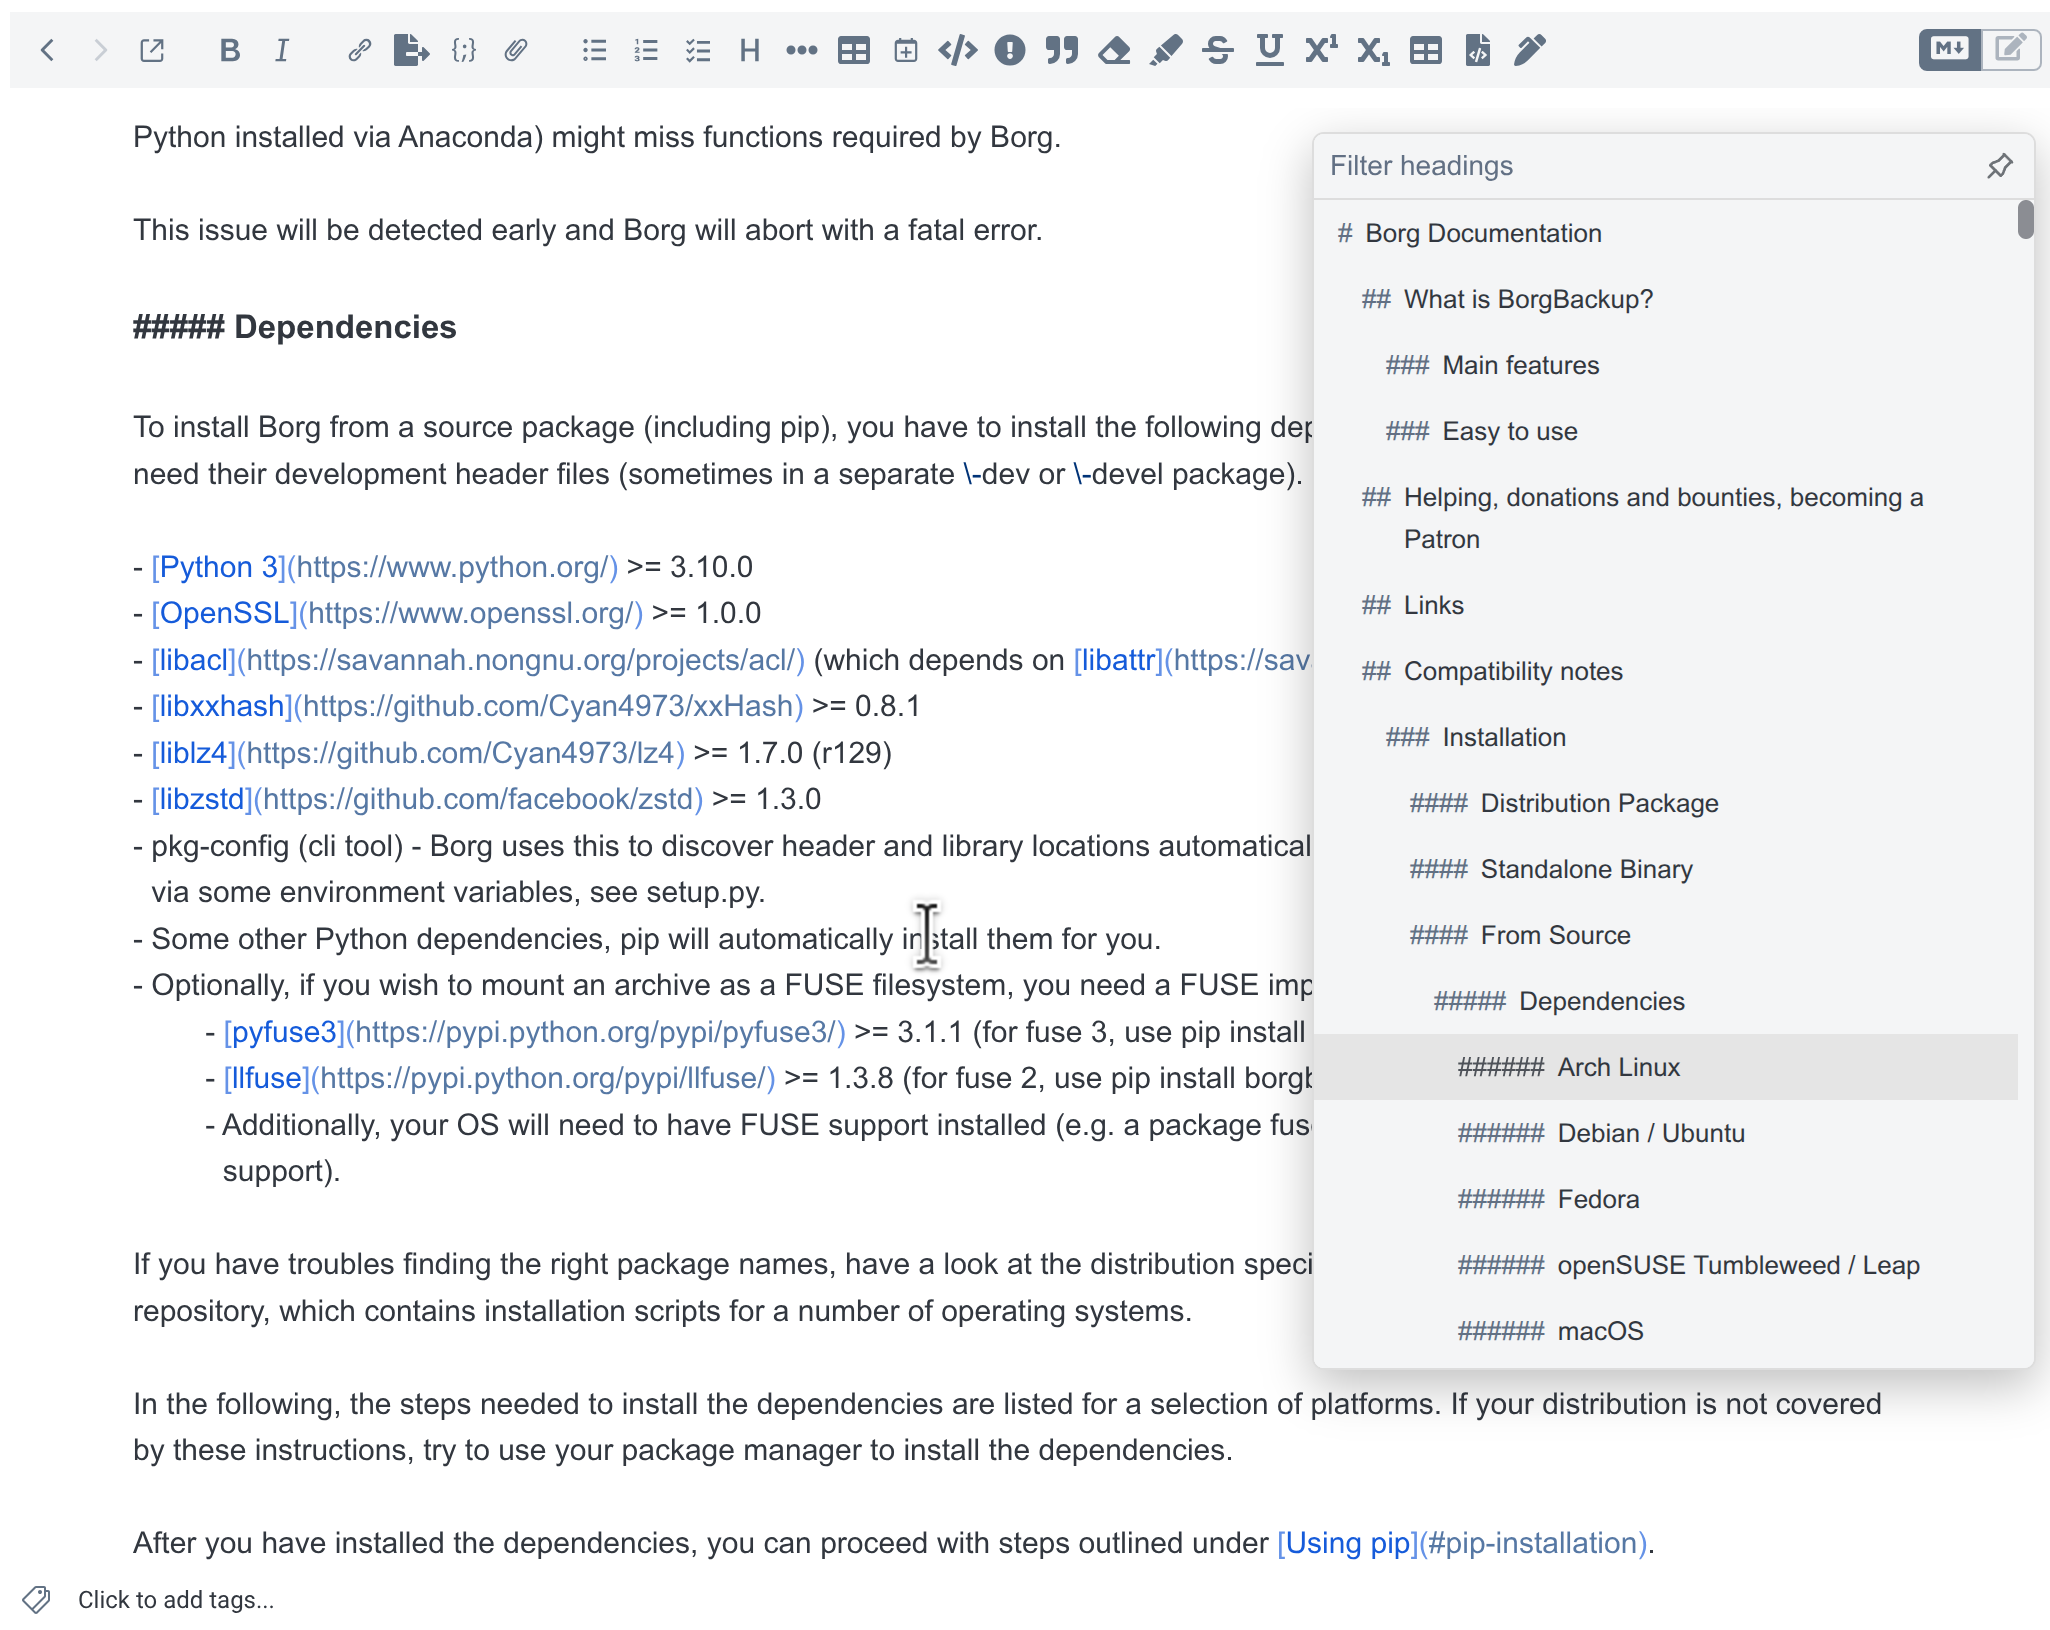 B I H X¹ X₁ M↓
Python installed via Anaconda) might miss functions required by Borg.
This issue will be detected early and Borg will abort with a fatal error.
##### Dependencies
To install Borg from a source package (including pip), you have to install the following dep
need their development header files (sometimes in a separate \-dev or \-devel package).
- [Python 3](https://www.python.org/) >= 3.10.0
- [OpenSSL](https://www.openssl.org/) >= 1.0.0
- [libacl](https://savannah.nongnu.org/projects/acl/) (which depends on [libattr](https://sav
- [libxxhash](https://github.com/Cyan4973/xxHash) >= 0.8.1
- [liblz4](https://github.com/Cyan4973/lz4) >= 1.7.0 (r129)
- [libzstd](https://github.com/facebook/zstd) >= 1.3.0
- pkg-config (cli tool) - Borg uses this to discover header and library locations automatical
via some environment variables, see setup.py.
- Some other Python dependencies, pip will automatically install them for you.
- Optionally, if you wish to mount an archive as a FUSE filesystem, you need a FUSE imp
- [pyfuse3](https://pypi.python.org/pypi/pyfuse3/) >= 3.1.1 (for fuse 3, use pip install
- [llfuse](https://pypi.python.org/pypi/llfuse/) >= 1.3.8 (for fuse 2, use pip install borgb
- Additionally, your OS will need to have FUSE support installed (e.g. a package fus
support).
If you have troubles finding the right package names, have a look at the distribution speci
repository, which contains installation scripts for a number of operating systems.
In the following, the steps needed to install the dependencies are listed for a selection of platforms. If your distribution is not covered
by these instructions, try to use your package manager to install the dependencies.
After you have installed the dependencies, you can proceed with steps outlined under [Using pip](#pip-installation).
Click to add tags...
Filter headings
# Borg Documentation
## What is BorgBackup?
### Main features
### Easy to use
## Helping, donations and bounties, becoming a
Patron
## Links
## Compatibility notes
### Installation
#### Distribution Package
#### Standalone Binary
#### From Source
##### Dependencies
###### Arch Linux
###### Debian / Ubuntu
###### Fedora
###### openSUSE Tumbleweed / Leap
###### macOS